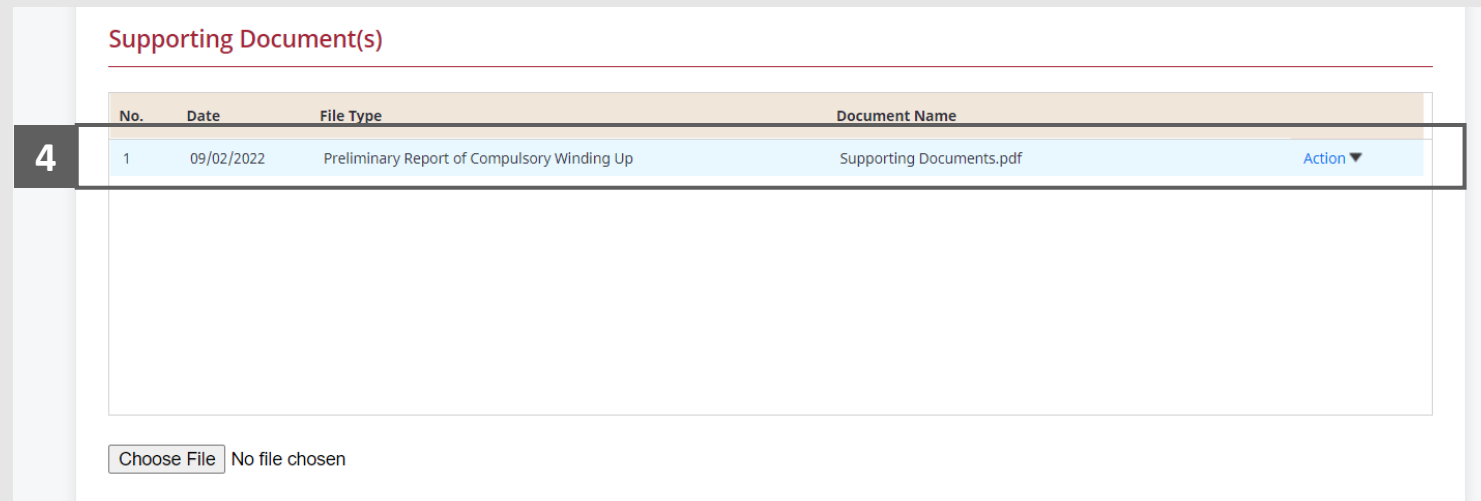 Supporting Document(s)
No. Date File Type Document Name
4
1 09/02/2022 Preliminary Report of Compulsory Winding Up Supporting Documents.pdf Action ▼
Choose File No file chosen